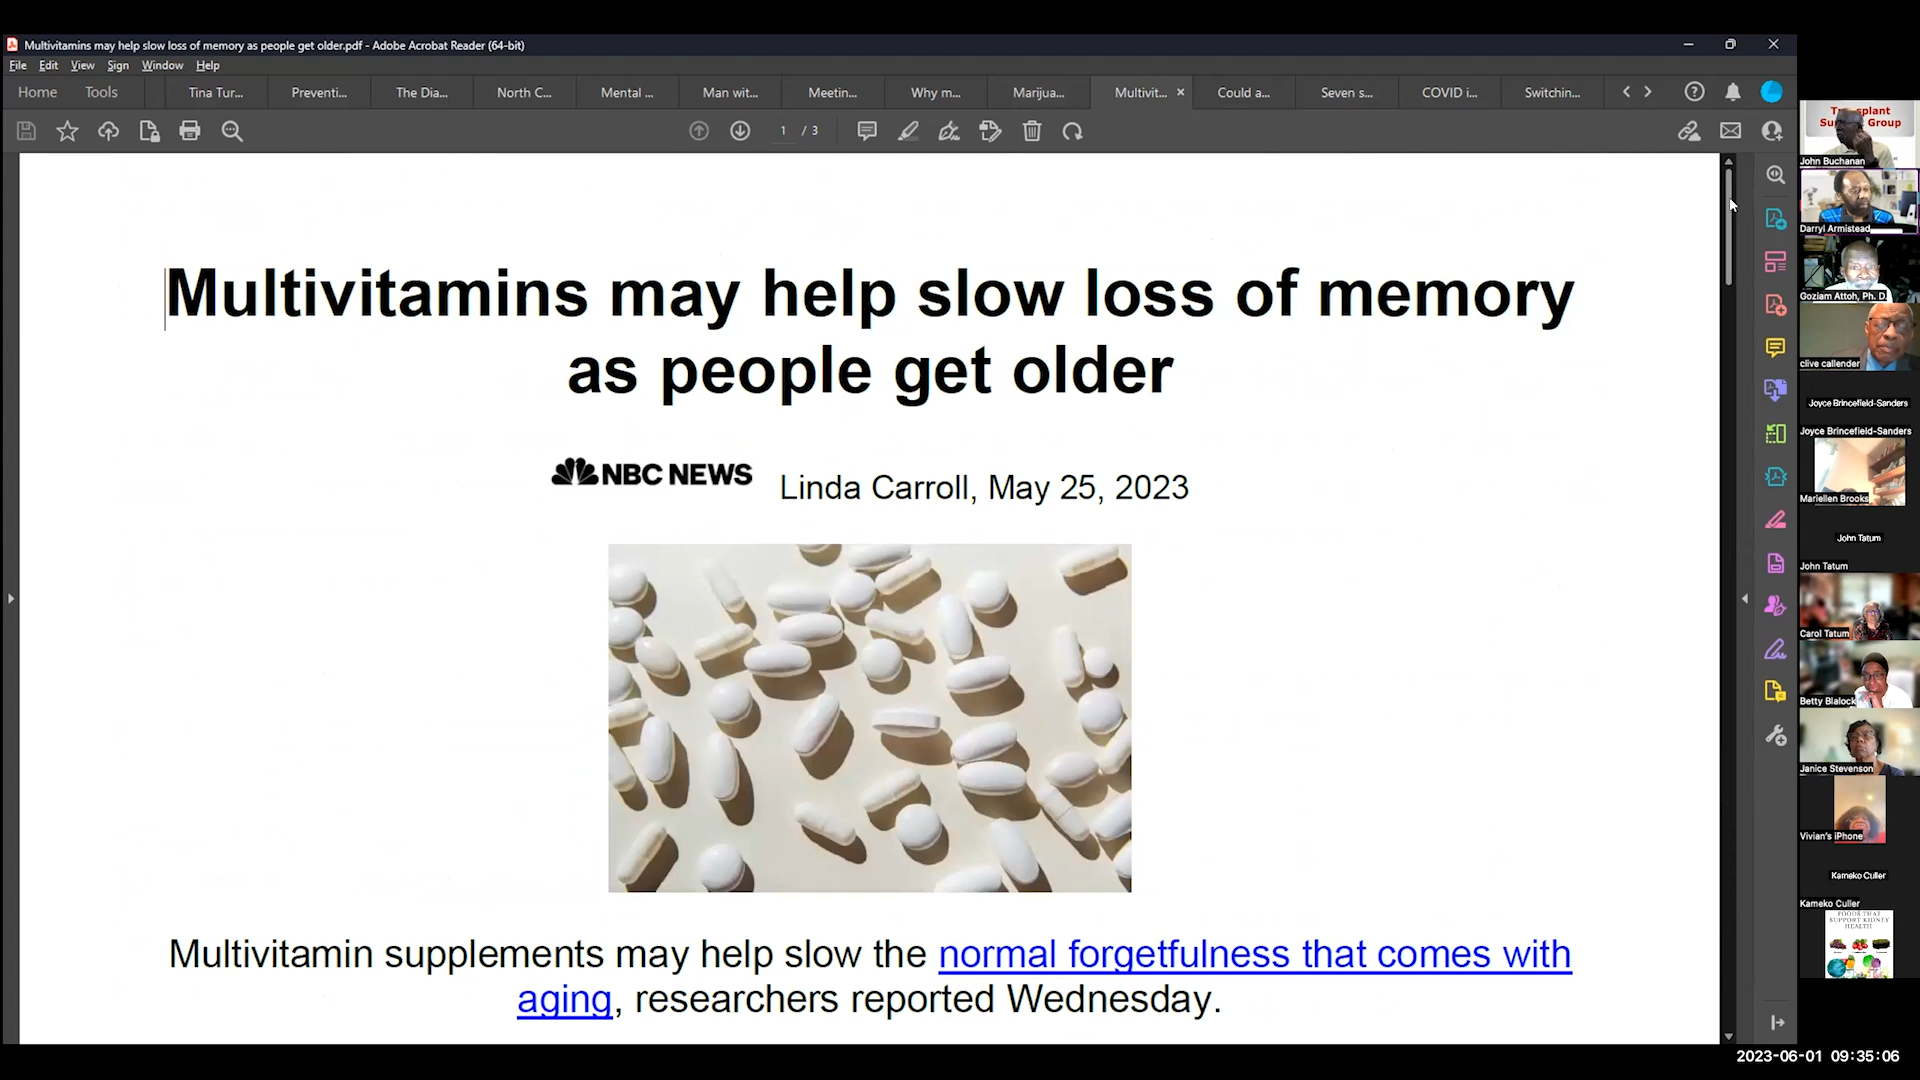 Multivitamins may help slow loss of memory as people get older.pdf - Adobe Acrobat Reader (64-bit)
File Edit View Sign Window Help
Home Tools Tina Tur... Preventi... The Dia... North C... Mental ... Man wit... Meetin... Why m... Marijua... Multivit... × Could a... Seven s... COVID i... Switchin...
1 / 3
Multivitamins may help slow loss of memory
as people get older
NBC NEWS Linda Carroll, May 25, 2023
Multivitamin supplements may help slow the normal forgetfulness that comes with
aging, researchers reported Wednesday.
Group
John Buchanan
Darryl Armistead
Goziam Attoh, Ph. D.
clive callender
Joyce Brincefield-Sanders
Joyce Brincefield-Sanders
Mariellen Brooks
John Tatum
John Tatum
Carol Tatum
Betty Blalock
Janice Stevenson
Vivian's iPhone
Kameko Culler
Kameko Culler
FOODS THAT
SUPPORT KIDNEY
HEALTH
2023-06-01 09:35:06